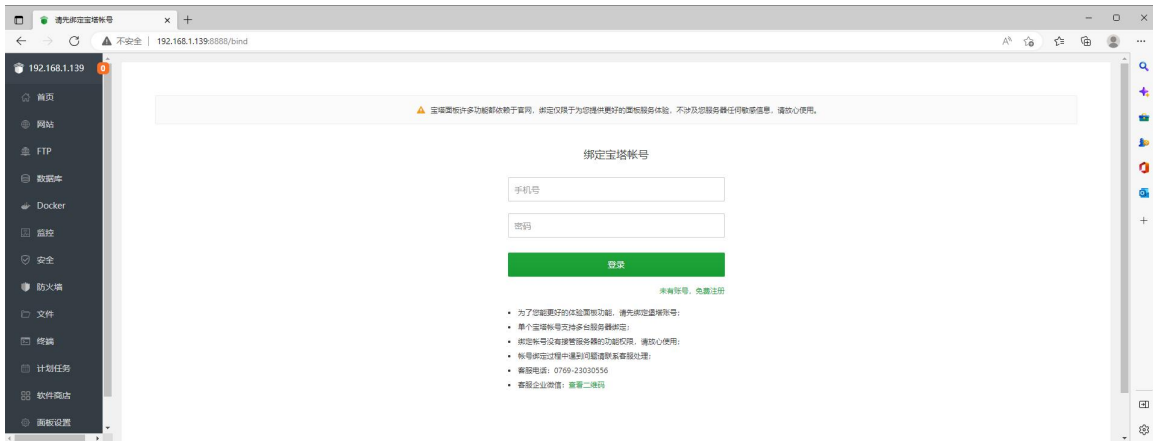 请先绑定宝塔帐号
不安全 | 192.168.1.139:8888/bind
192.168.1.139
0
首页
网站
FTP
数据库
Docker
监控
安全
防火墙
文件
终端
计划任务
软件商店
面板设置
宝塔面板许多功能都依赖于官网，绑定仅限于为您提供更好的面板服务体验，不涉及您服务器任何敏感信息，请放心使用。
绑定宝塔帐号
手机号
密码
登录
未有账号，免费注册
为了您能更好的体验面板功能，请先绑定堡塔账号；
单个宝塔帐号支持多台服务器绑定；
绑定帐号没有接管服务器的功能权限，请放心使用；
帐号绑定过程中遇到问题请联系客服处理；
客服电话：0769-23030556
客服企业微信：查看二维码